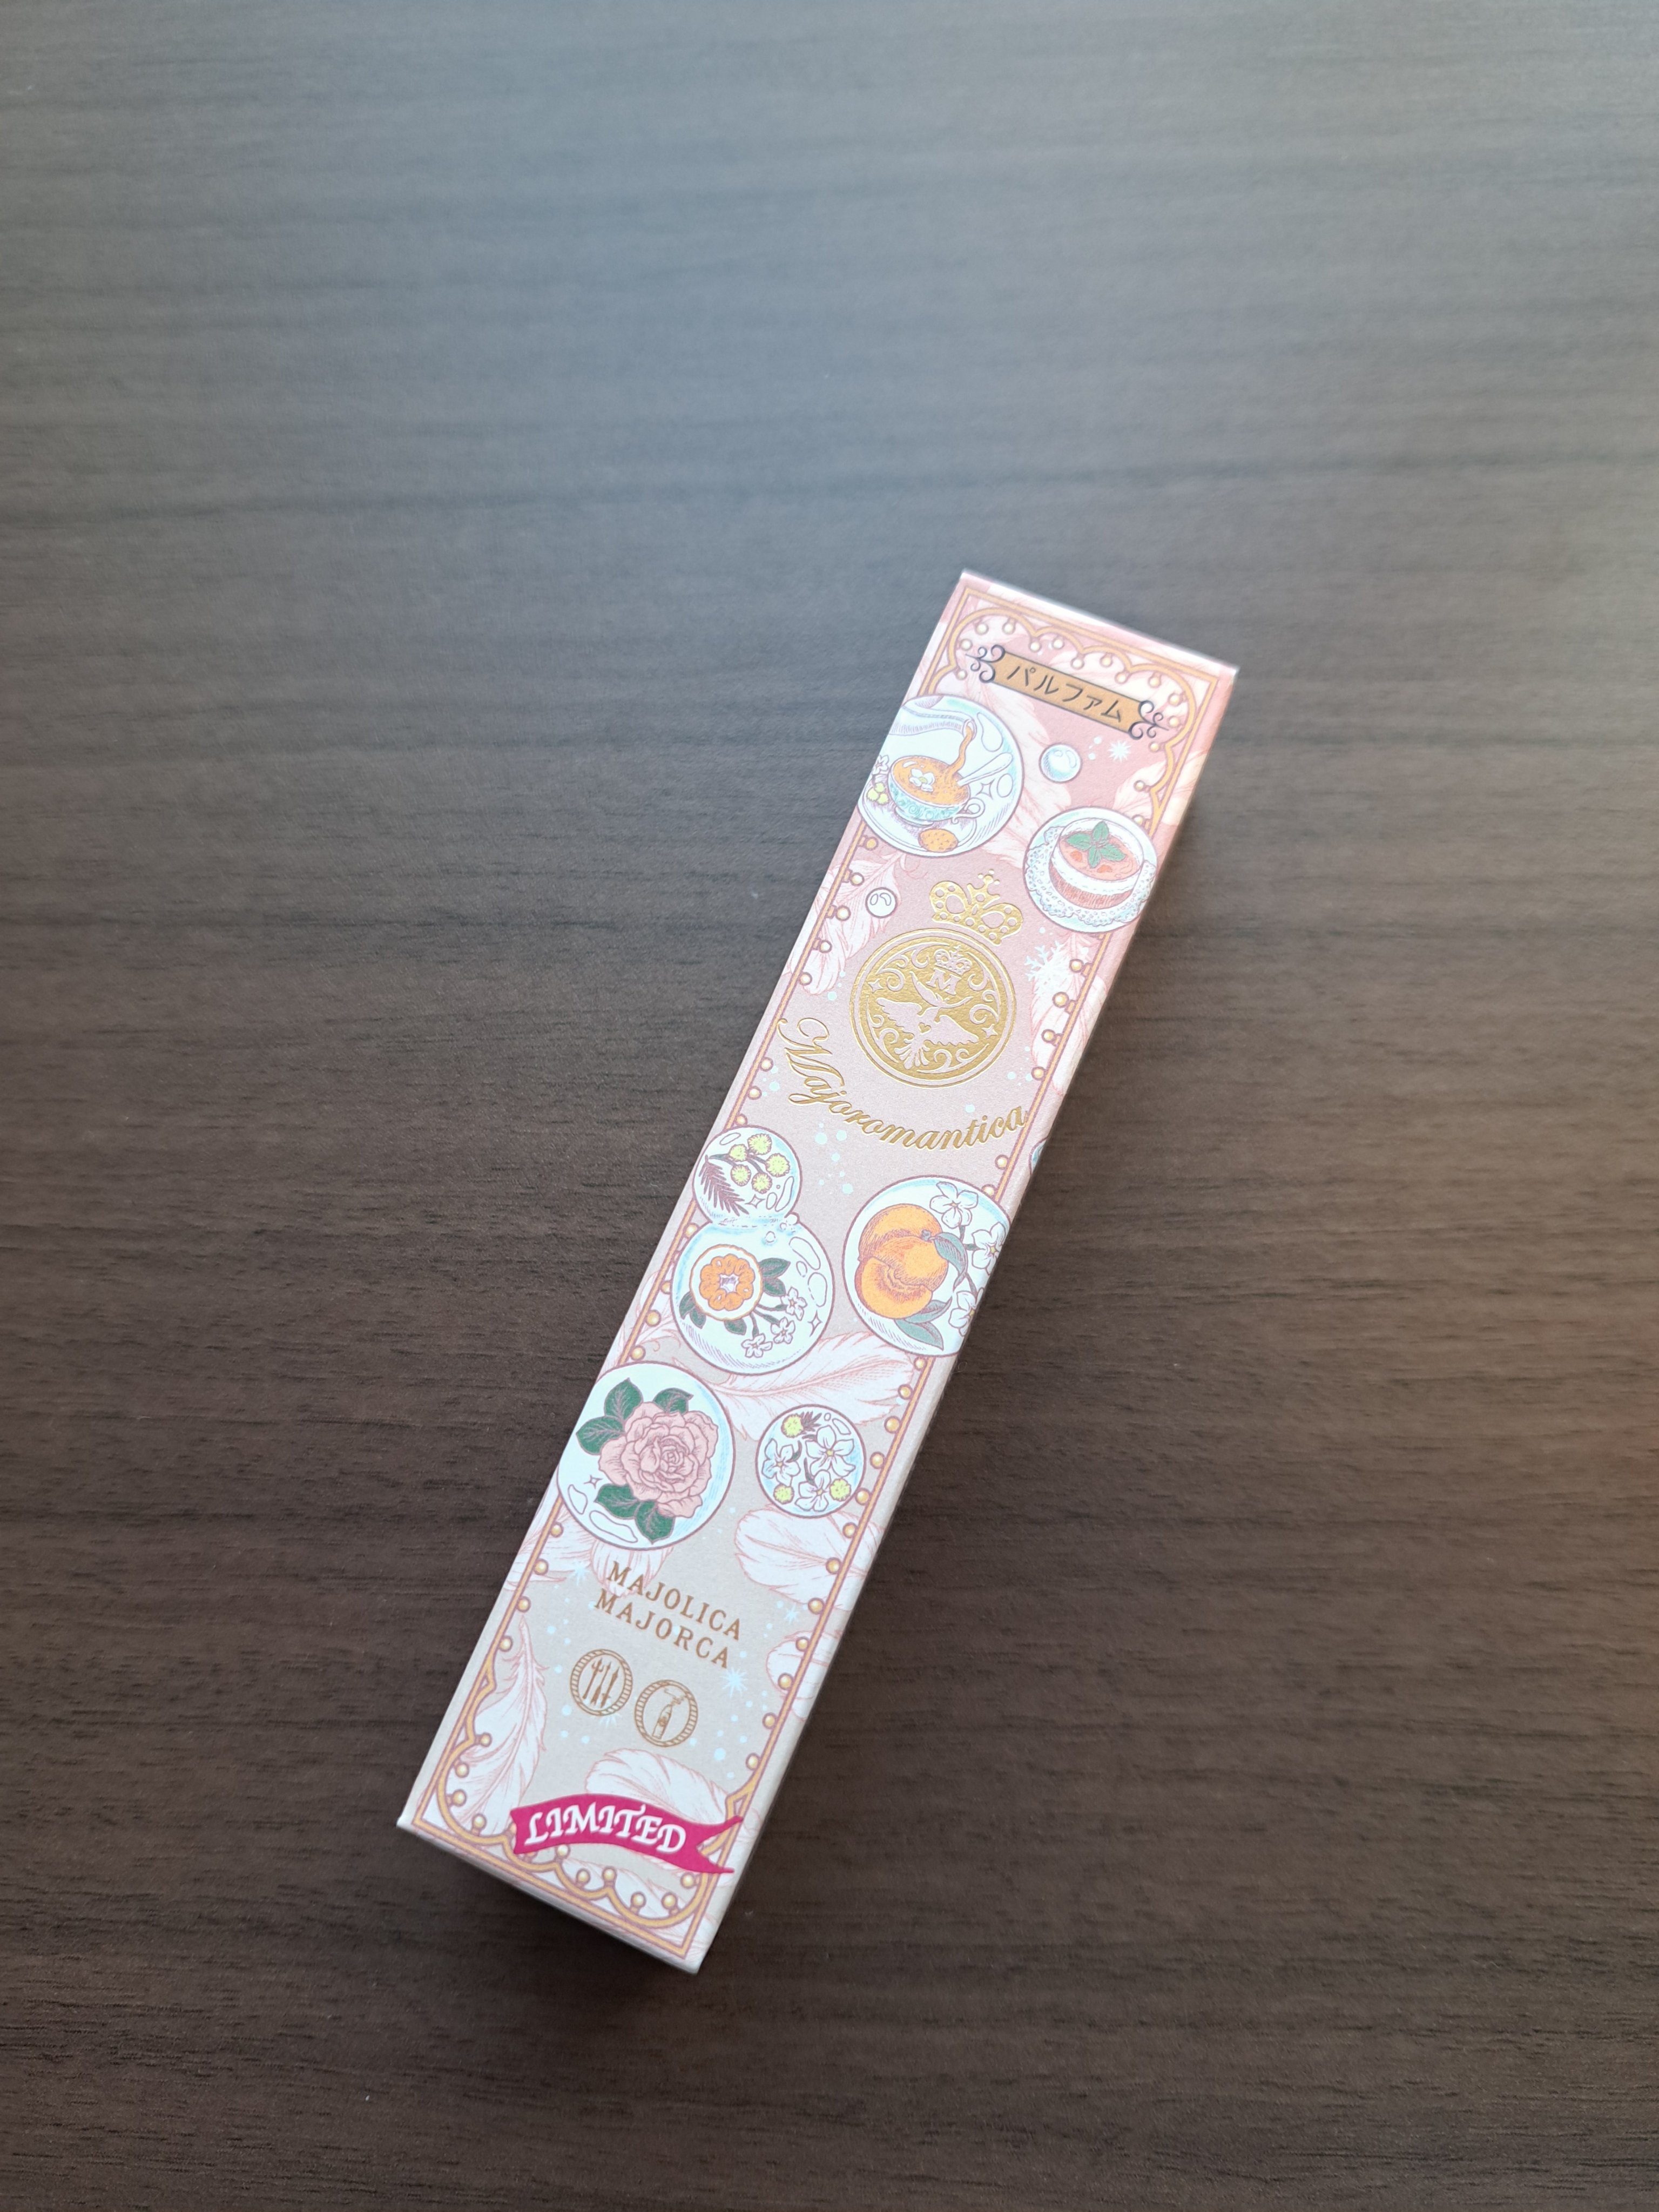 パルファム
M
Majoromantica
MAJOLICA
MAJORCA
LIMITED